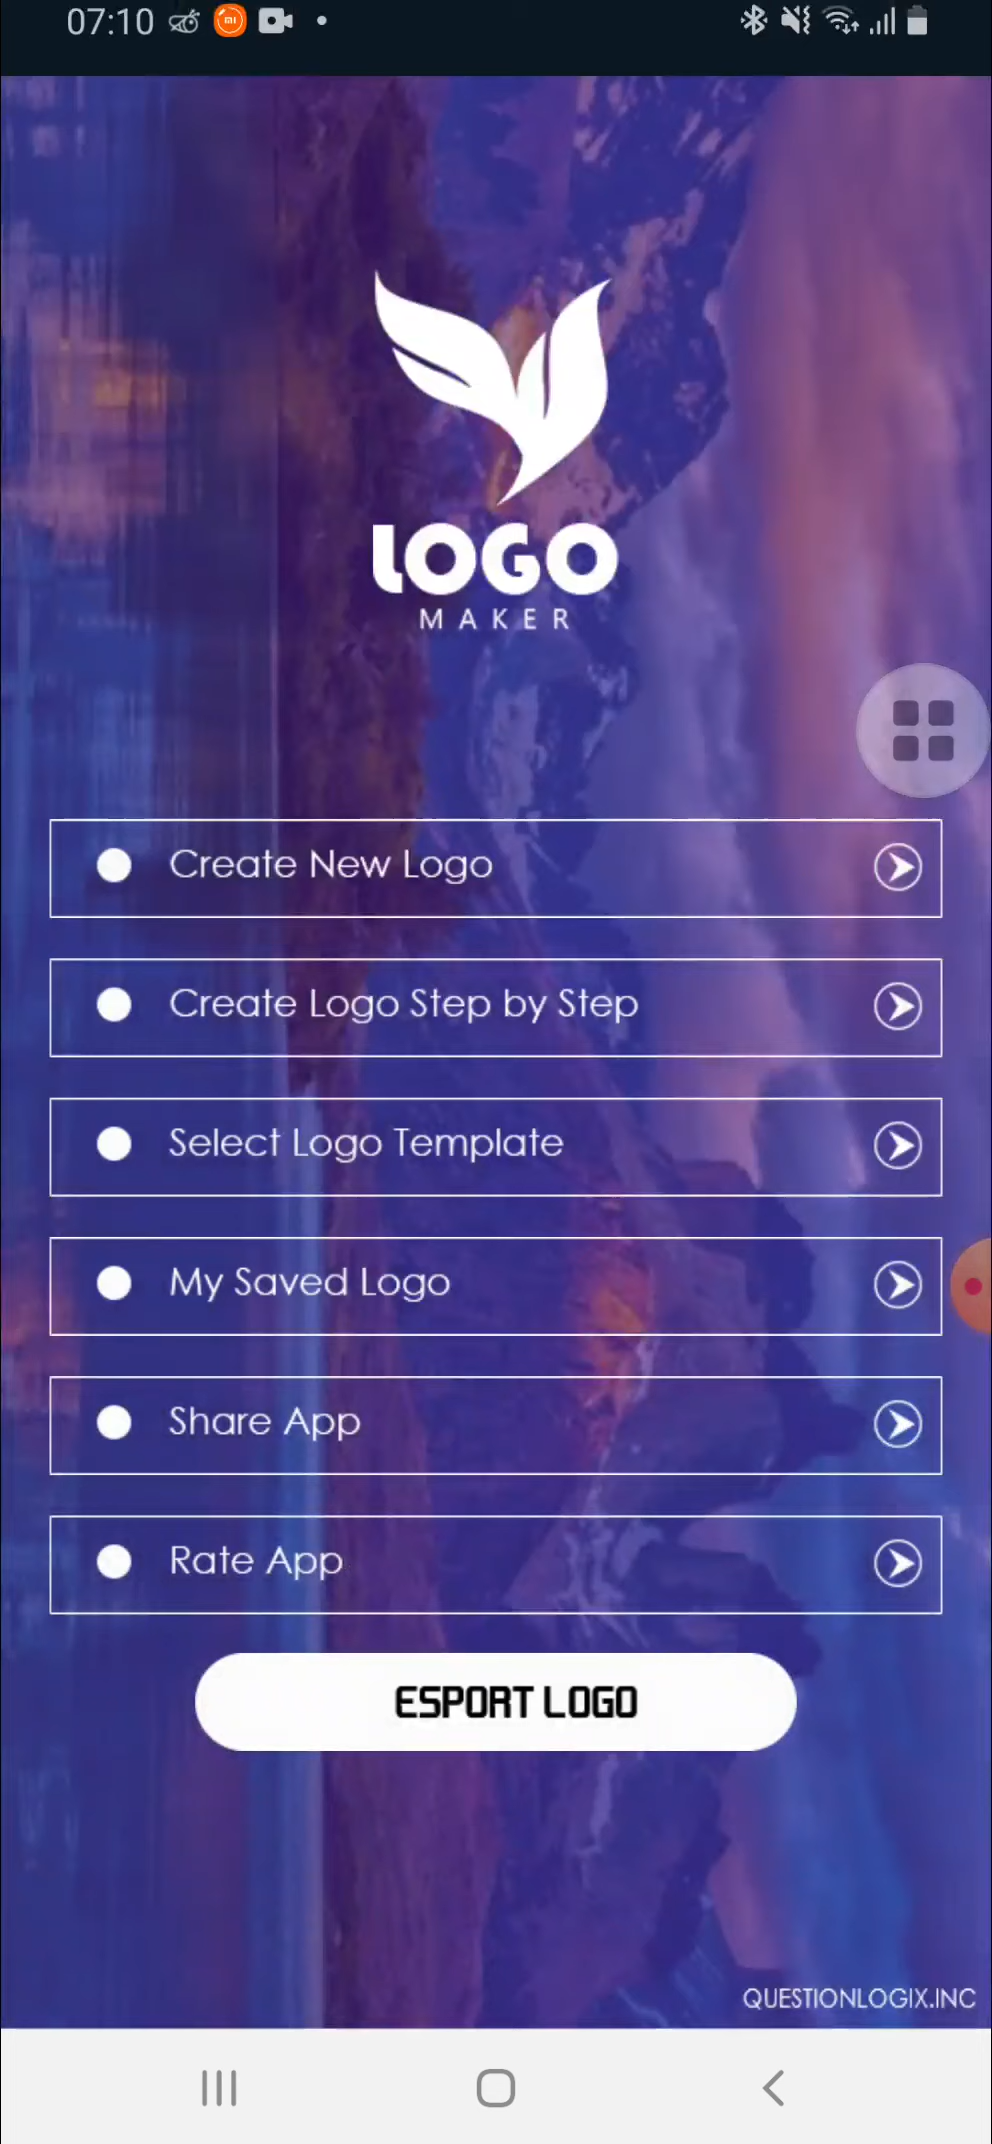 07:10
LOGO
MAKER
Create New Logo
Create Logo Step by Step
Select Logo Template
My Saved Logo
Share App
Rate App
ESPORT LOGO
QUESTIONLOGIX.INC